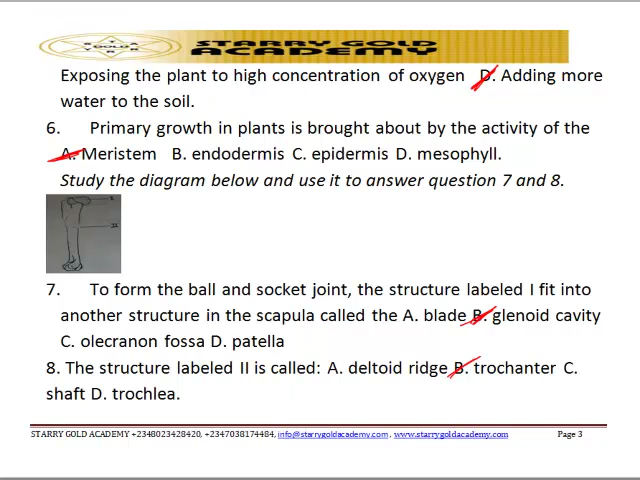 STARRY GOLD
ACADEMY
Exposing the plant to high concentration of oxygen D. Adding more
water to the soil.
6. Primary growth in plants is brought about by the activity of the
A. Meristem B. endodermis C. epidermis D. mesophyll.
Study the diagram below and use it to answer question 7 and 8.
I
II
7. To form the ball and socket joint, the structure labeled I fit into
another structure in the scapula called the A. blade B. glenoid cavity
C. olecranon fossa D. patella
8. The structure labeled II is called: A. deltoid ridge B. trochanter C.
shaft D. trochlea.
STARRY GOLD ACADEMY +2348023428420, +2347038174484, info@starrygoldacademy.com, www.starrygoldacademy.com Page 3